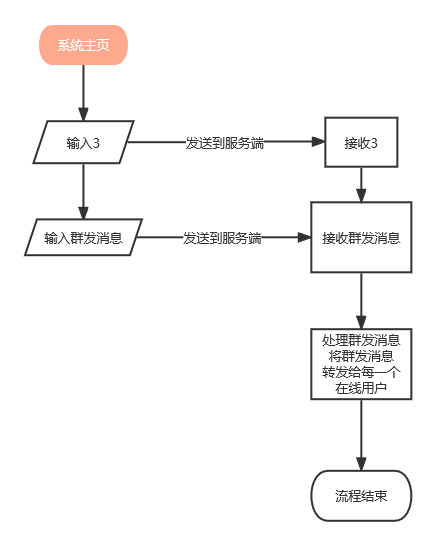 系统主页
输入3
发送到服务端
接收3
输入群发消息
发送到服务端
接收群发消息
处理群发消息
将群发消息
转发给每一个
在线用户
流程结束